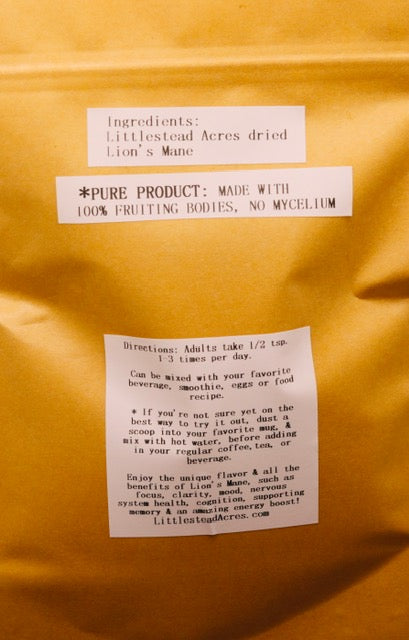 Ingredients:
Littlestead Acres dried
Lion's Mane
*PURE PRODUCT: MADE WITH
100% FRUITING BODIES, NO MYCELIUM
Directions: Adults take 1/2 tsp.
1-3 times per day.
Can be mixed with your favorite
beverage, smoothie, eggs or food
recipe.
* If you're not sure yet on the
best way to try it out, dust a
scoop into your favorite mug, &
mix with hot water, before adding
in your regular coffee, tea, or
beverage.
Enjoy the unique flavor & all the
benefits of Lion's Mane, such as
focus, clarity, mood, nervous
system health, cognition, supporting
memory & an amazing energy boost!
LittlesteadAcres.com